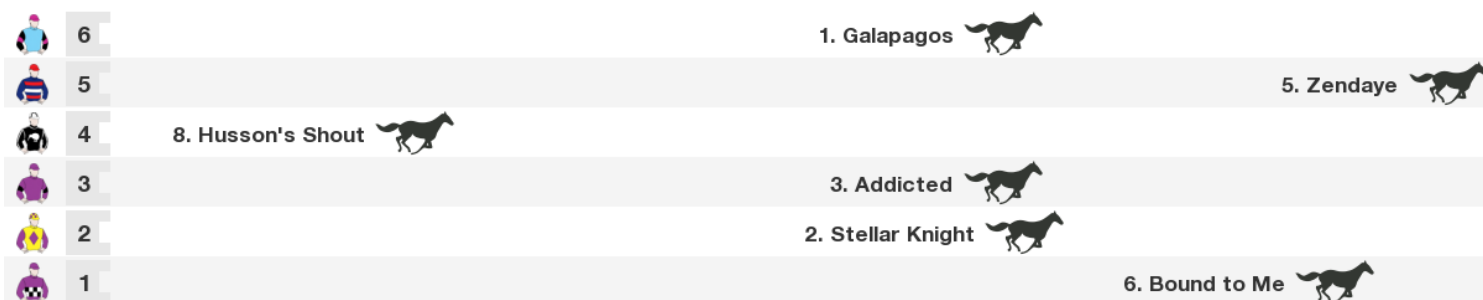 6 1. Galapagos
5 5. Zendaye
4 8. Husson's Shout
3 3. Addicted
2 2. Stellar Knight
1 6. Bound to Me